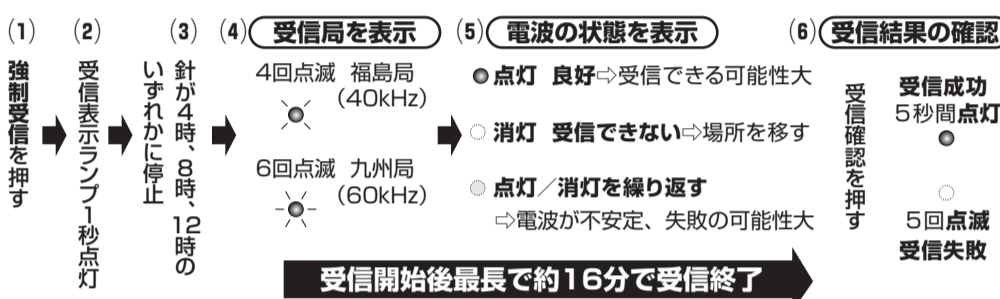 (1)
強制受信を押す
(2)
受信表示ランプ1秒点灯
(3)
針が4時、8時、12時の
いずれかに停止
(4) 受信局を表示
4回点滅 福島局
(40kHz)
6回点滅 九州局
(60kHz)
(5) 電波の状態を表示
点灯 良好⇨受信できる可能性大
消灯 受信できない⇨場所を移す
点灯/消灯を繰り返す
⇨電波が不安定、失敗の可能性大
(6) 受信結果の確認
受信確認を押す
受信成功
5秒間点灯
5回点滅
受信失敗
受信開始後最長で約16分で受信終了